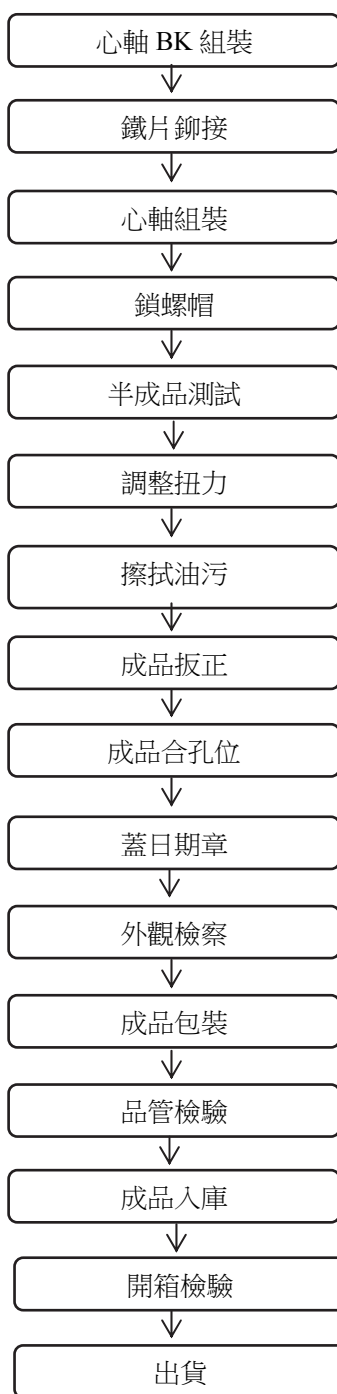 心軸 BK 組裝
鐵片鉚接
心軸組裝
鎖螺帽
半成品測試
調整扭力
擦拭油污
成品扳正
成品合孔位
蓋日期章
外觀檢察
成品包裝
品管檢驗
成品入庫
開箱檢驗
出貨